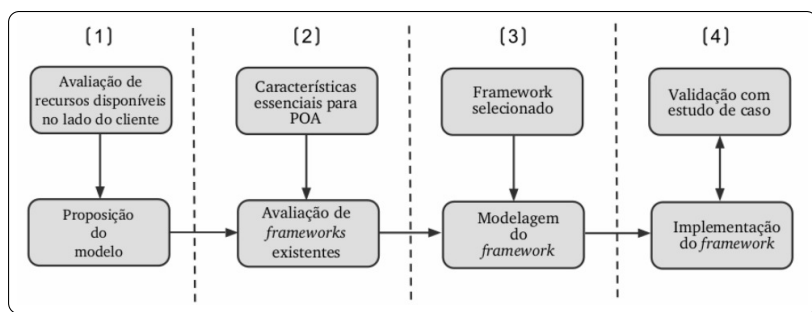 (1)
(2)
(3)
(4)
Avaliação de
recursos disponíveis
no lado do cliente
Características
essenciais para
POA
Framework
selecionado
Validação com
estudo de caso
Proposição
do
modelo
Avaliação de
frameworks
existentes
Modelagem
do
framework
Implementação
do framework